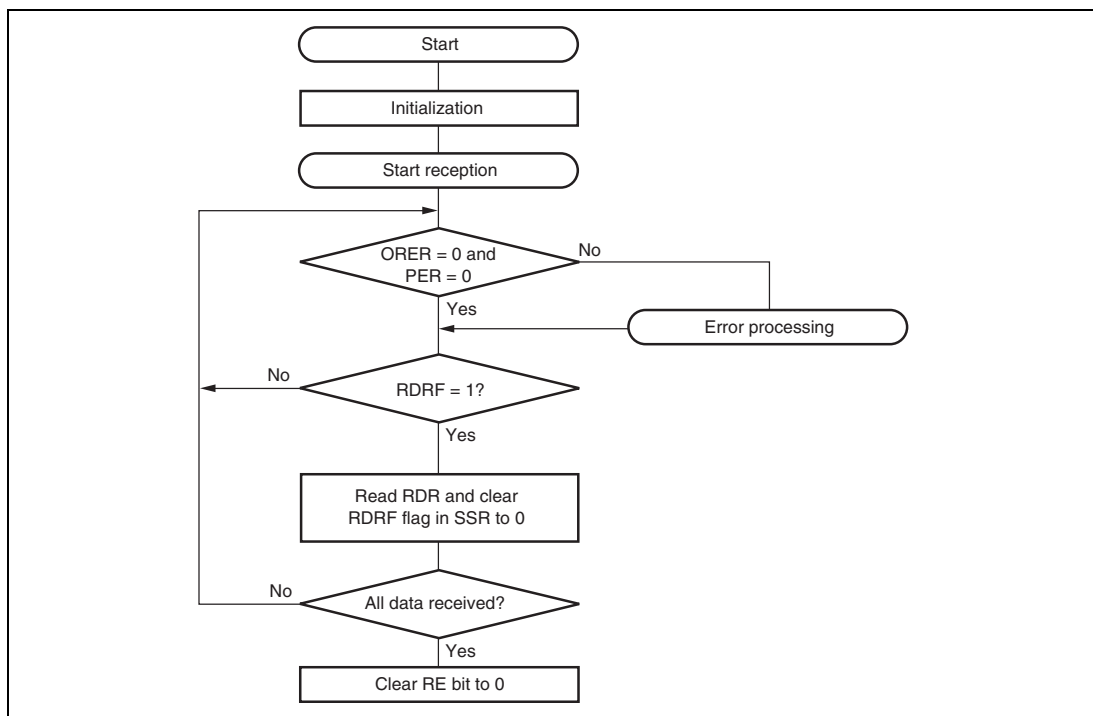 Start
Initialization
Start reception
ORER = 0 and
PER = 0
No
Yes
Error processing
No
RDRF = 1?
Yes
Read RDR and clear
RDRF flag in SSR to 0
No
All data received?
Yes
Clear RE bit to 0